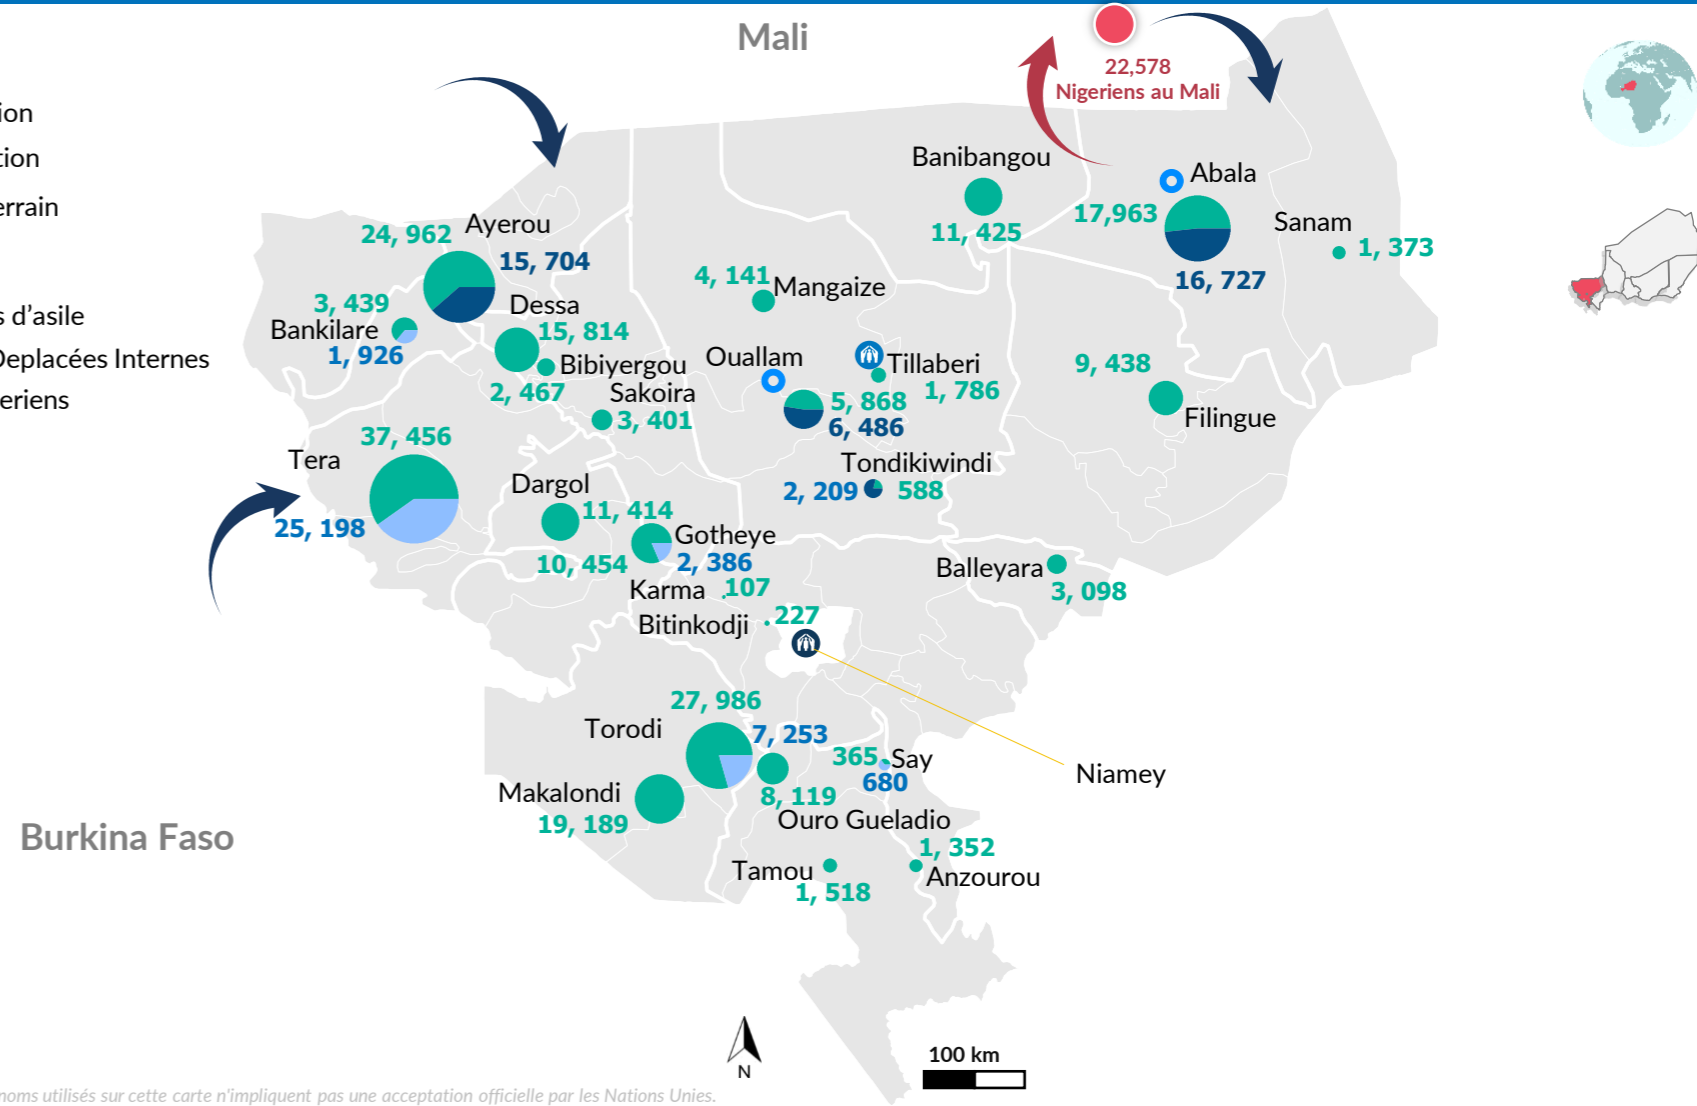 Mali
22,578
Nigeriens au Mali
ion
tion
errain
s d’asile
Deplacées Internes
eriens
Banibangou
11, 425
Abala
17,963
16, 727
Sanam
1, 373
Ayerou
24, 962
15, 704
Bankilare
3, 439
1, 926
Dessa
15, 814
Bibiyergou
2, 467
Sakoira
3, 401
4, 141
Mangaize
Ouallam
5, 868
6, 486
Tillaberi
1, 786
9, 438
Filingue
Tera
37, 456
25, 198
Tondikiwindi
2, 209
588
Dargol
11, 414
Gotheye
10, 454
2, 386
Karma
107
Bitinkodji
227
Balleyara
3, 098
Torodi
27, 986
7, 253
365
Say
680
Niamey
Makalondi
19, 189
8, 119
Ouro Gueladio
Burkina Faso
Tamou
1, 518
1, 352
Anzourou
N
100 km
noms utilisés sur cette carte n'impliquent pas une acceptation officielle par les Nations Unies.